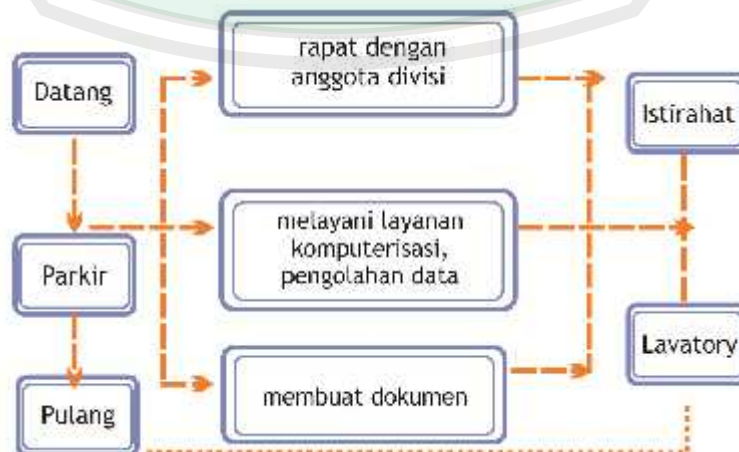 Datang
Parkir
Pulang
rapat dengan
anggota divisi
melayani layanan
komputerisasi,
pengolahan data
membuat dokumen
Istirahat
Lavatory